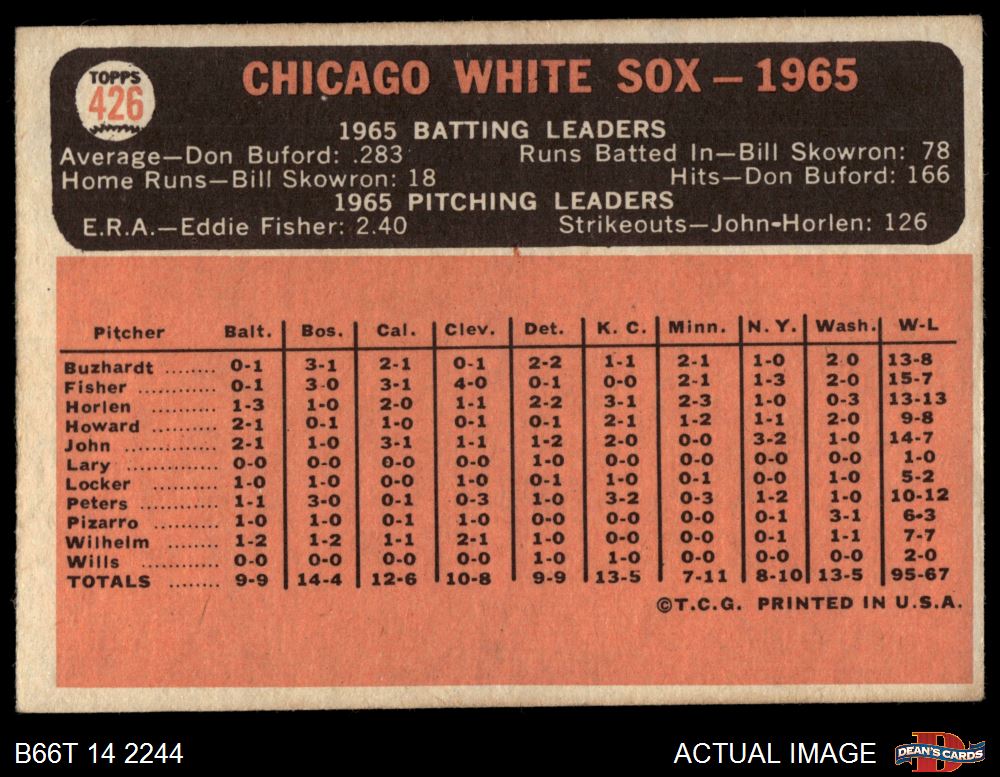 TOPPS
426
CHICAGO WHITE SOX – 1965
1965 BATTING LEADERS
Average—Don Buford: .283 Runs Batted In—Bill Skowron: 78
Home Runs—Bill Skowron: 18 Hits—Don Buford: 166
1965 PITCHING LEADERS
E.R.A.—Eddie Fisher: 2.40 Strikeouts—John-Horlen: 126
Pitcher Balt. Bos. Cal. Clev. Det. K. C. Minn. N. Y. Wash. W-L
Buzhardt ........ 0-1 3-1 2-1 0-1 2-2 1-1 2-1 1-0 2 0 13-8
Fisher ............ 0-1 3-0 3-1 4-0 0-1 0-0 2-1 1-3 2-0 15-7
Horlen .......... 1-3 1-0 2-0 1-1 2-2 3-1 2-3 1-0 0-3 13-13
Howard .......... 2-1 0-1 1-0 0-1 0-1 2-1 1-2 1-1 2-0 9-8
John .............. 2-1 1-0 3-1 1-1 1-2 2-0 0-0 3-2 1-0 14-7
Lary .............. 0-0 0-0 0-0 0-0 1-0 0-0 0-0 0-0 0-0 1-0
Locker .......... 1-0 1-0 0-0 1-0 0-1 1-0 0-1 0-0 1-0 5-2
Peters ............ 1-1 3-0 0-1 0-3 1-0 3-2 0-3 1-2 1-0 10-12
Pizarro .......... 1-0 1-0 0-1 1-0 0-0 0-0 0-0 0-1 3-1 6-3
Wilhelm ........ 1-2 1-2 1-1 2-1 1-0 0-0 0-0 0-1 1-1 7-7
Wills .............. 0-0 0-0 0-0 0-0 1-0 1-0 0-0 0-0 0-0 2-0
TOTALS ........ 9-9 14-4 12-6 10-8 9-9 13-5 7-11 8-10 13-5 95-67
©T.C.G. PRINTED IN U.S.A.
B66T 14 2244 ACTUAL IMAGE DEAN'S CARDS